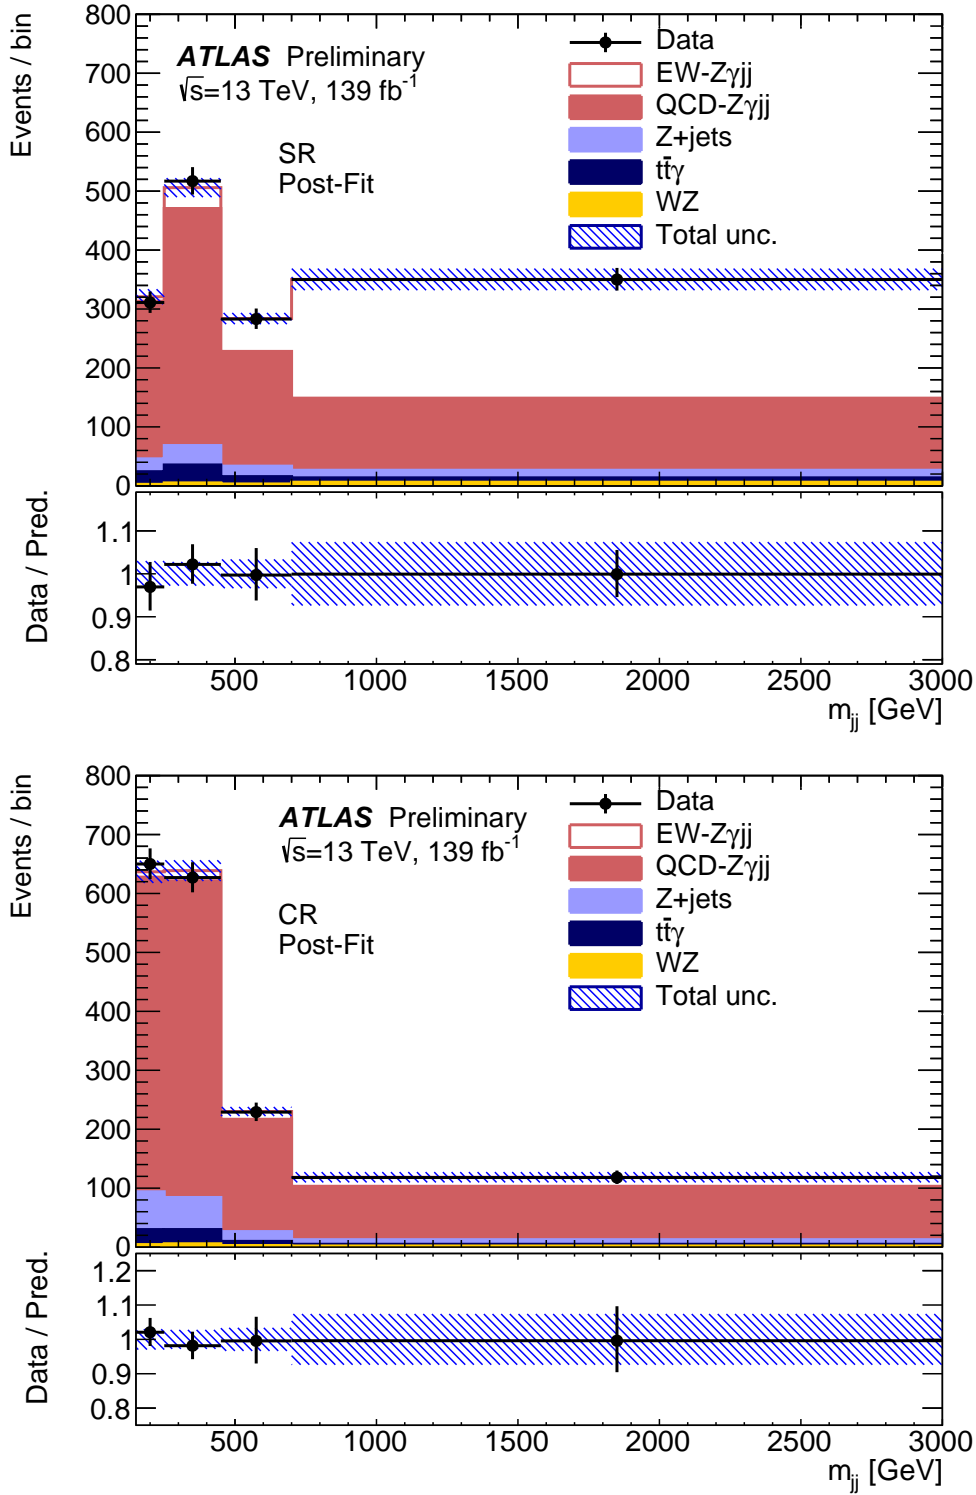 Events / bin
800
700
600
500
400
300
200
100
0
ATLAS Preliminary
√s=13 TeV, 139 fb⁻¹
SR
Post-Fit
Data
EW-Zγjj
QCD-Zγjj
Z+jets
tt̄γ
WZ
Total unc.
Data / Pred.
1.1
1
0.9
0.8
500 1000 1500 2000 2500 3000
m_jj [GeV]
Events / bin
800
700
600
500
400
300
200
100
0
ATLAS Preliminary
√s=13 TeV, 139 fb⁻¹
CR
Post-Fit
Data
EW-Zγjj
QCD-Zγjj
Z+jets
tt̄γ
WZ
Total unc.
Data / Pred.
1.2
1.1
1
0.9
0.8
500 1000 1500 2000 2500 3000
m_jj [GeV]